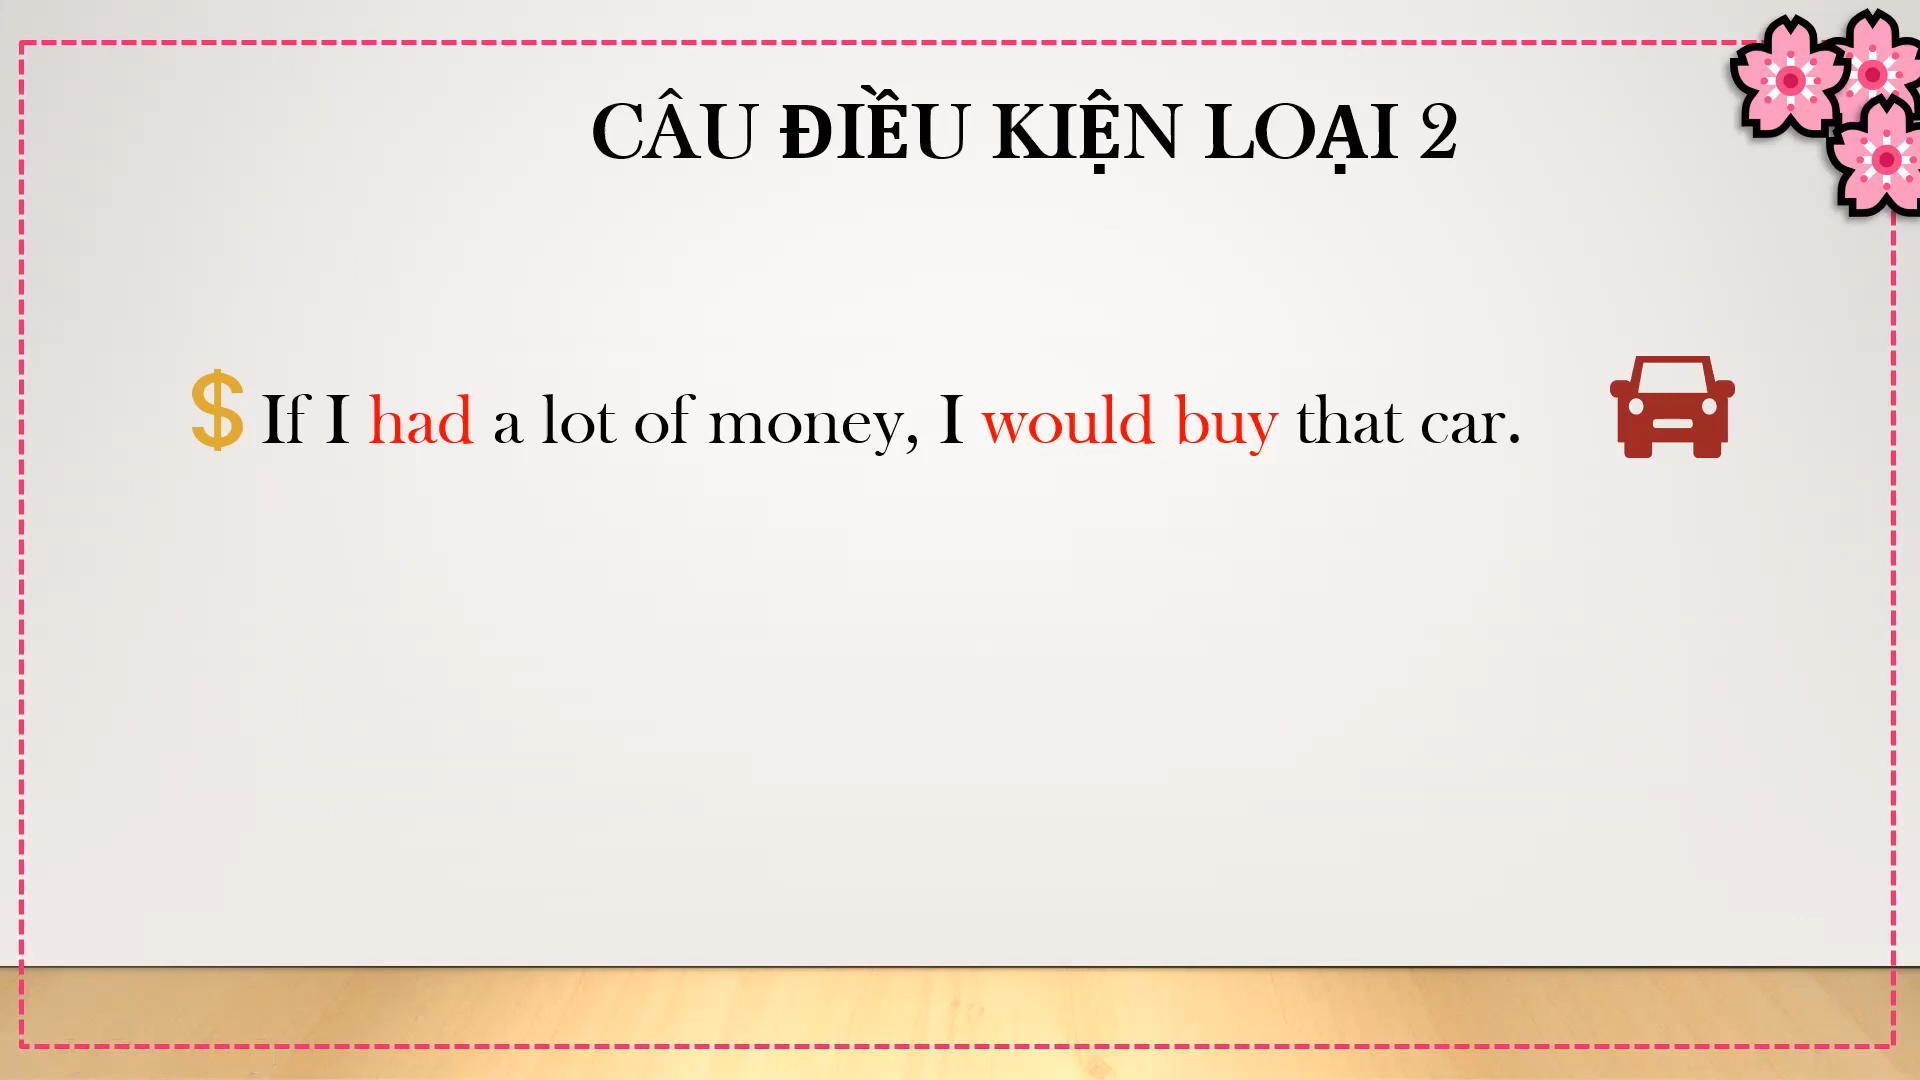 CÂU ĐIỀU KIỆN LOẠI 2
$ If I had a lot of money, I would buy that car.